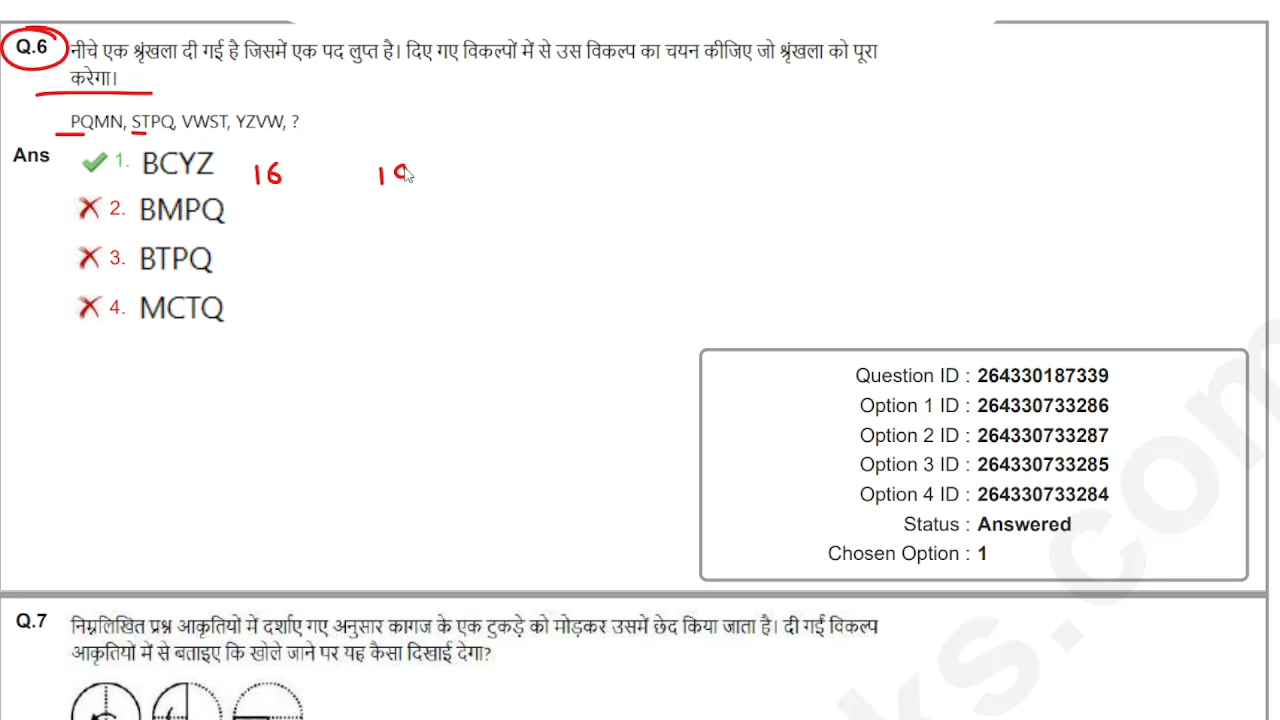 Q.6 नीचे एक श्रृंखला दी गई है जिसमें एक पद लुप्त है। दिए गए विकल्पों में से उस विकल्प का चयन कीजिए जो श्रृंखला को पूरा
करेगा।
PQMN, STPQ, VWST, YZVW, ?
Ans 1. BCYZ
16 19
2. BMPQ
3. BTPQ
4. MCTQ
Question ID : 264330187339
Option 1 ID : 264330733286
Option 2 ID : 264330733287
Option 3 ID : 264330733285
Option 4 ID : 264330733284
Status : Answered
Chosen Option : 1
ks.com
Q.7 निम्नलिखित प्रश्न आकृतियों में दर्शाए गए अनुसार कागज के एक टुकड़े को मोड़कर उसमें छेद किया जाता है। दी गईं विकल्प
आकृतियों में से बताइए कि खोले जाने पर यह कैसा दिखाई देगा?